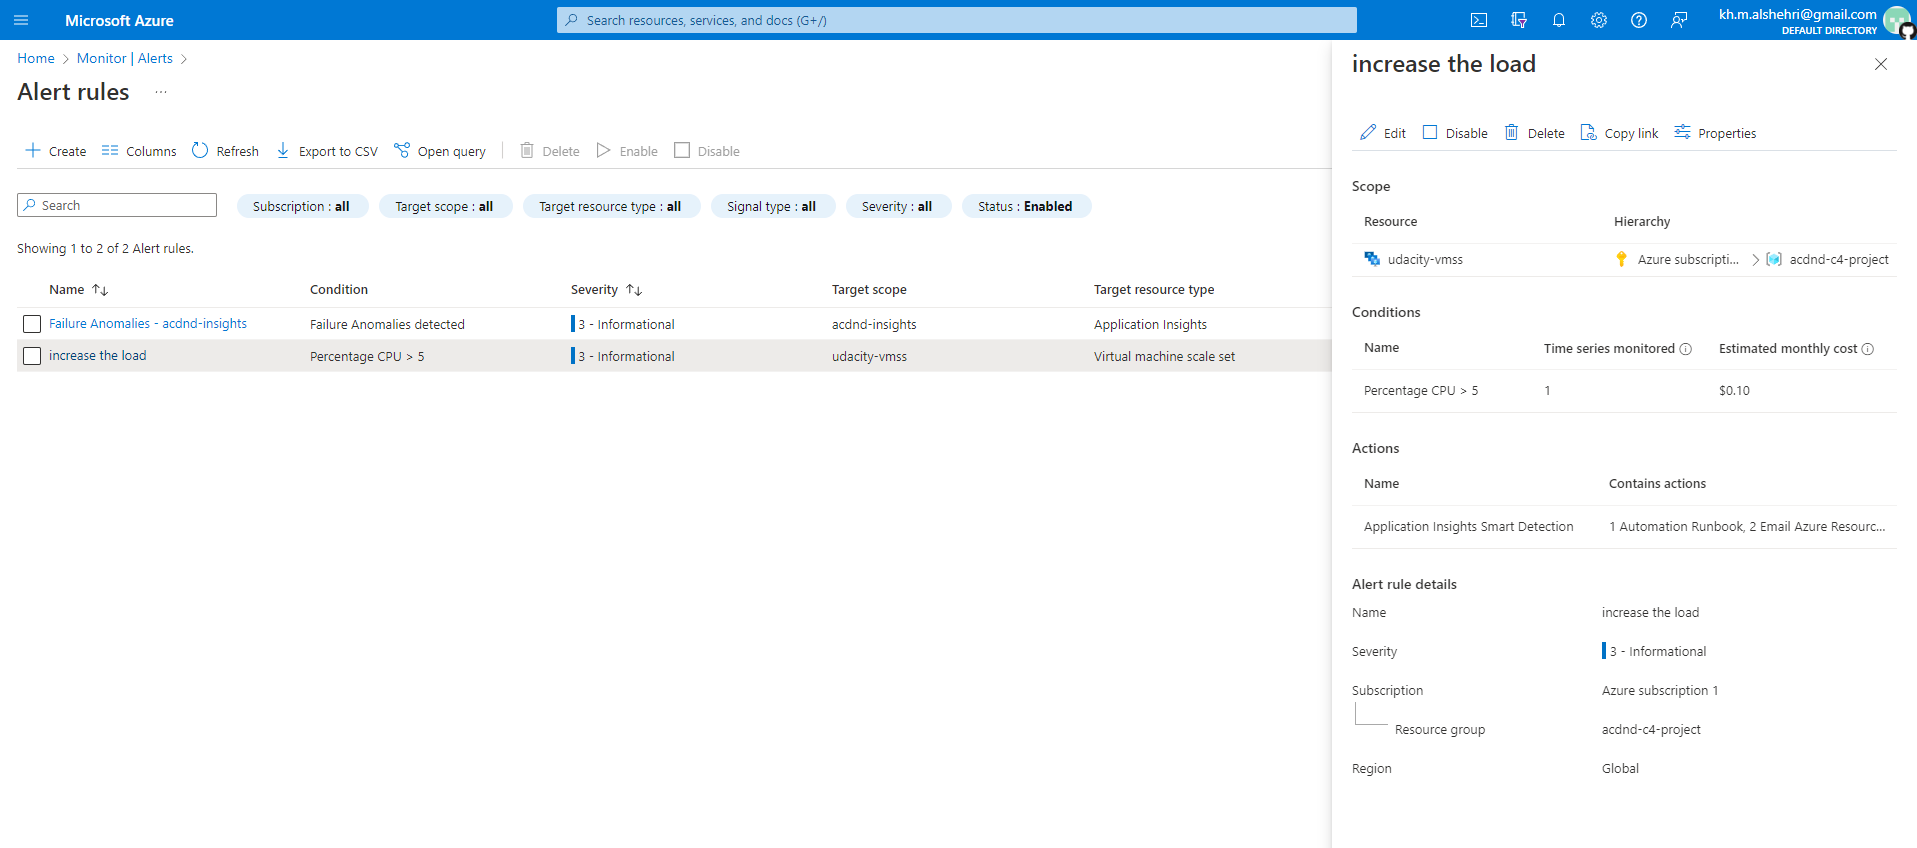 Microsoft Azure
Search resources, services, and docs (G+/)
kh.m.alshehri@gmail.com
DEFAULT DIRECTORY
Home > Monitor | Alerts >
Alert rules ...
Create Columns Refresh Export to CSV Open query Delete Enable Disable
Search
Subscription : all
Target scope : all
Target resource type : all
Signal type : all
Severity : all
Status : Enabled
Showing 1 to 2 of 2 Alert rules.
Name ↑↓ Condition Severity ↑↓ Target scope Target resource type
Failure Anomalies - acdnd-insights Failure Anomalies detected 3 - Informational acdnd-insights Application Insights
increase the load Percentage CPU > 5 3 - Informational udacity-vmss Virtual machine scale set
increase the load
Edit Disable Delete Copy link Properties
Scope
Resource Hierarchy
udacity-vmss Azure subscripti... > acdnd-c4-project
Conditions
Name Time series monitored Estimated monthly cost
Percentage CPU > 5 1 $0.10
Actions
Name Contains actions
Application Insights Smart Detection 1 Automation Runbook, 2 Email Azure Resourc...
Alert rule details
Name increase the load
Severity 3 - Informational
Subscription Azure subscription 1
Resource group acdnd-c4-project
Region Global